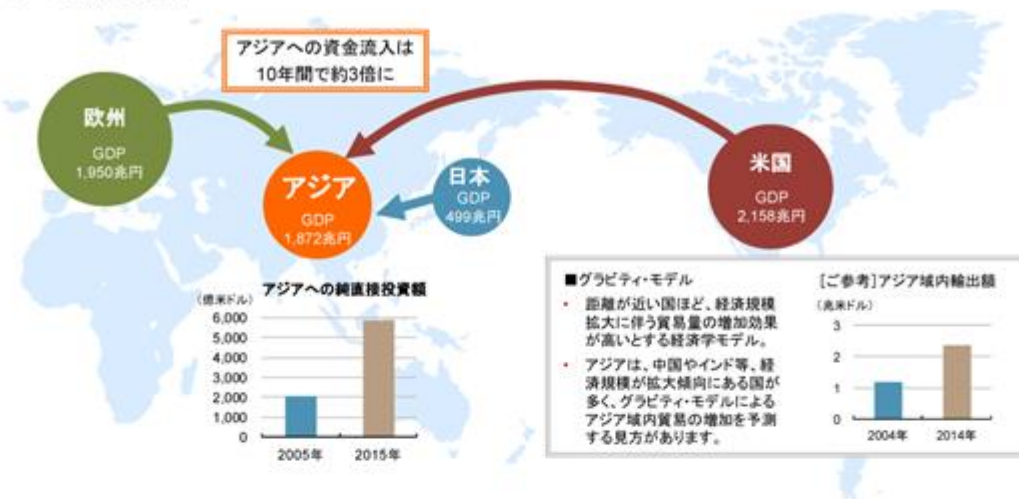 アジアへの資金流入は
10年間で約3倍に
欧州
GDP
1,950兆円
アジア
GDP
1,872兆円
日本
GDP
499兆円
米国
GDP
2,158兆円
アジアへの純直接投資額
(億米ドル)
6,000
5,000
4,000
3,000
2,000
1,000
0
2005年
2015年
■グラビティ・モデル
・ 距離が近い国ほど、経済規模
拡大に伴う貿易量の増加効果
が高いとする経済学モデル。
・ アジアは、中国やインド等、経
済規模が拡大傾向にある国が
多く、グラビティ・モデルによる
アジア域内貿易の増加を予測
する見方があります。
[ご参考]アジア域内輸出額
(兆米ドル)
3
2
1
0
2004年
2014年